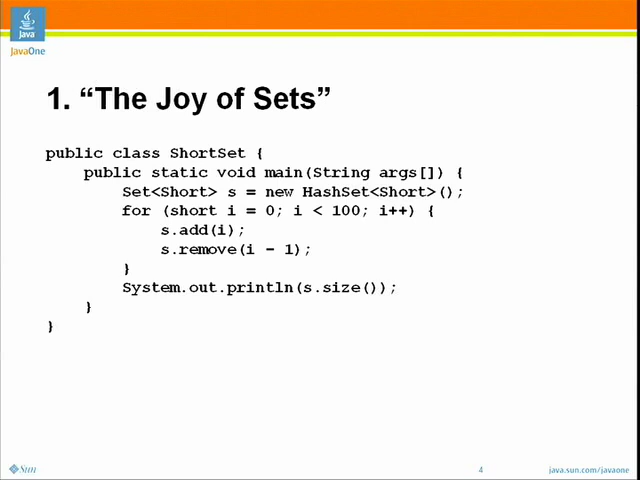 Java
JavaOne
1. “The Joy of Sets”
public class ShortSet {
    public static void main(String args[]) {
        Set<Short> s = new HashSet<Short>();
        for (short i = 0; i < 100; i++) {
            s.add(i);
            s.remove(i - 1);
        }
        System.out.println(s.size());
    }
}
Sun
4
java.sun.com/javaone